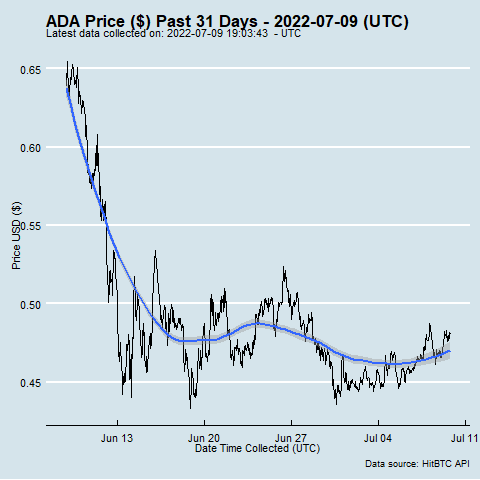 ADA Price ($) Past 31 Days - 2022-07-09 (UTC)
Latest data collected on: 2022-07-09 19:03:43 - UTC
Price USD ($)
0.65
0.60
0.55
0.50
0.45
Jun 13 Jun 20 Jun 27 Jul 04 Jul 11
Date Time Collected (UTC)
Data source: HitBTC API